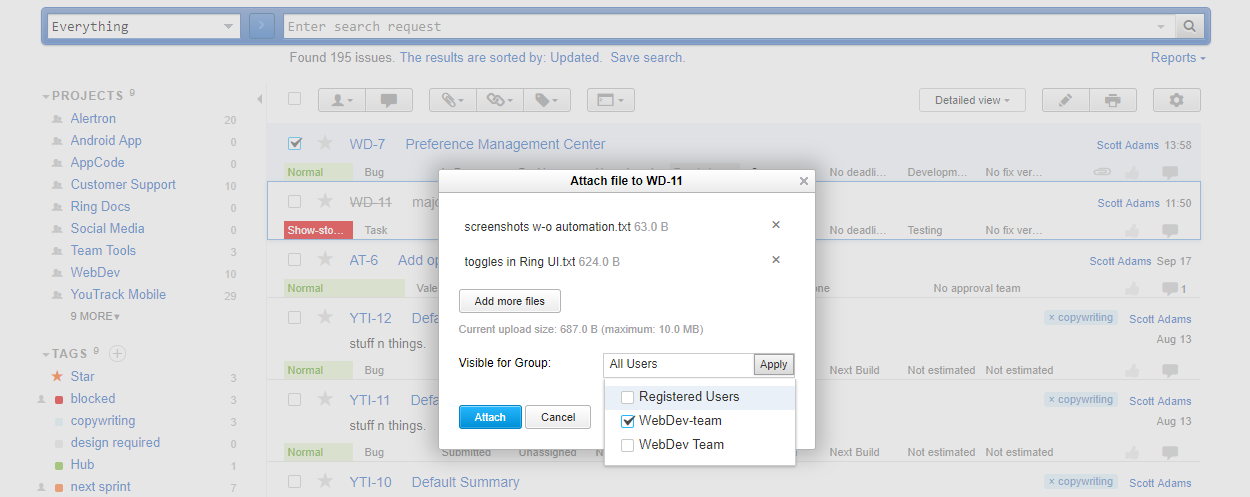 Everything Enter search request
Found 195 issues. The results are sorted by: Updated. Save search. Reports
PROJECTS 9
Alertron 20
Android App 0
AppCode 0
Customer Support 0
Ring Docs 0
Social Media 0
Team Tools 3
WebDev 10
YouTrack Mobile 29
9 MORE
TAGS 9
Star 3
blocked 3
copywriting 3
design required 0
Hub 3
next sprint 7
Detailed view
WD-7 Preference Management Center Scott Adams 13:58
Normal Bug No deadli... Developm... No fix ver...
WD-11 Scott Adams 11:50
Show-sto... Task No deadli... Testing No fix ver...
AT-6 Add Scott Adams Sep 17
Normal No approval team 1
YTI-12 × copywriting Scott Adams
stuff n things. Aug 13
Normal Bug Next Build Not estimated Not estimated
YTI-11 × copywriting Scott Adams
stuff n things. Aug 13
Normal Bug Submitted Unassigned Next Build Not estimated Not estimated
YTI-10 Default Summary × copywriting Scott Adams
Attach file to WD-11 ×
screenshots w-o automation.txt 63.0 B ×
toggles in Ring UI.txt 624.0 B ×
Add more files
Current upload size: 687.0 B (maximum: 10.0 MB)
Visible for Group: All Users Apply
Registered Users
WebDev-team
WebDev Team
Attach Cancel